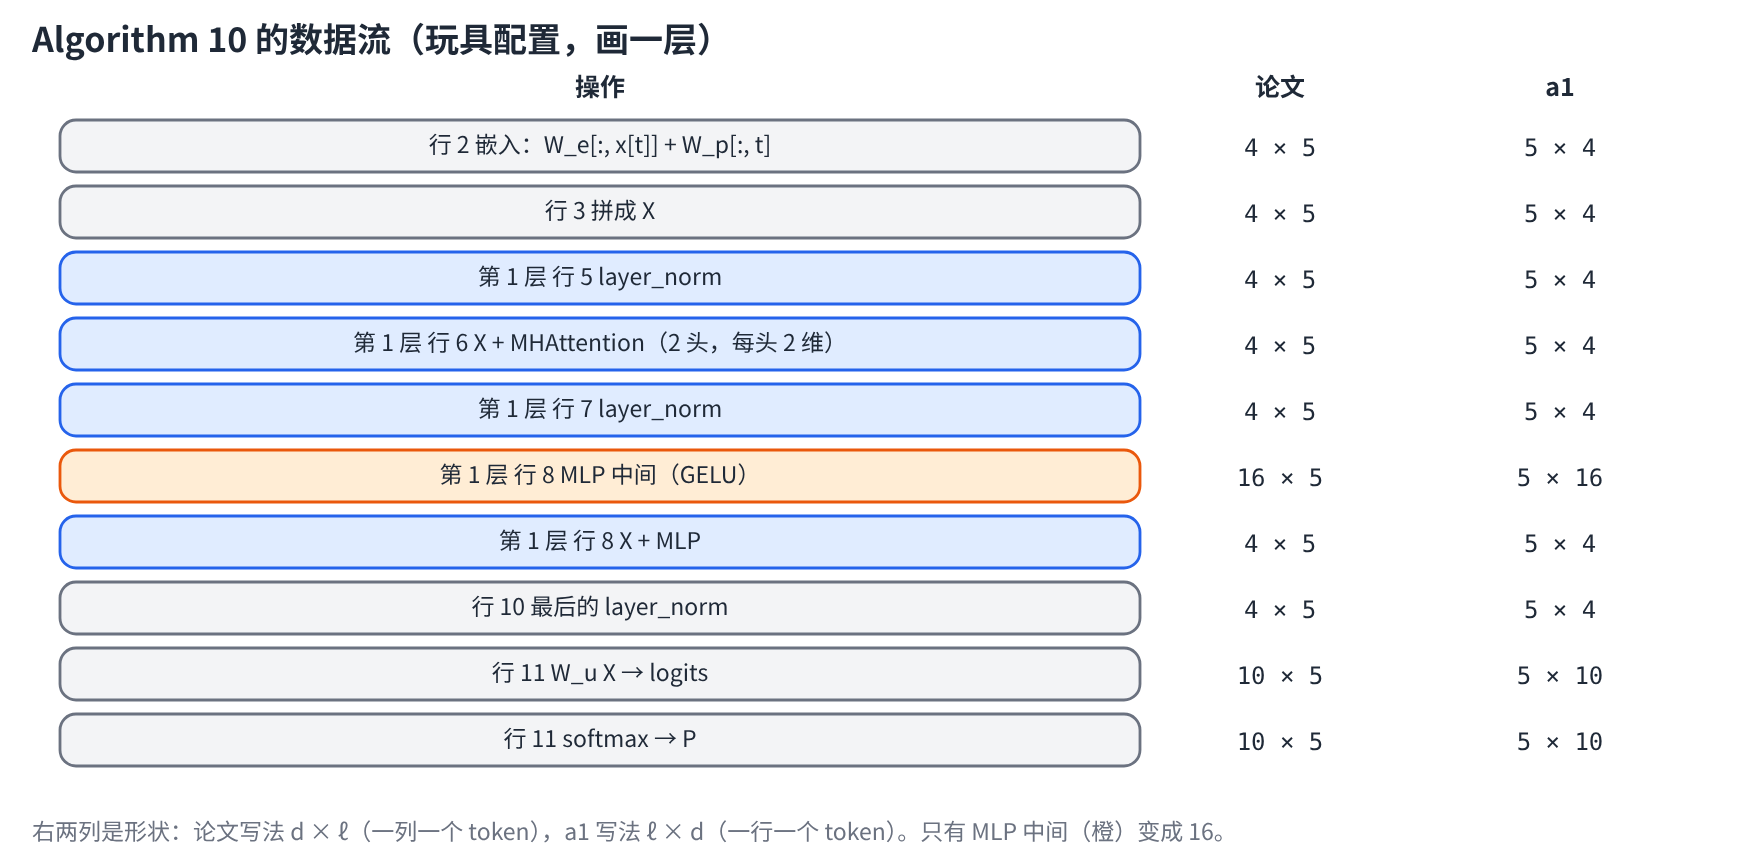 Algorithm 10 的数据流（玩具配置，画一层）
操作 论文 a1
行 2 嵌入：W_e[:, x[t]] + W_p[:, t] 4 × 5 5 × 4
行 3 拼成 X 4 × 5 5 × 4
第 1 层 行 5 layer_norm 4 × 5 5 × 4
第 1 层 行 6 X + MHAttention（2 头，每头 2 维） 4 × 5 5 × 4
第 1 层 行 7 layer_norm 4 × 5 5 × 4
第 1 层 行 8 MLP 中间（GELU） 16 × 5 5 × 16
第 1 层 行 8 X + MLP 4 × 5 5 × 4
行 10 最后的 layer_norm 4 × 5 5 × 4
行 11 W_u X → logits 10 × 5 5 × 10
行 11 softmax → P 10 × 5 5 × 10
右两列是形状：论文写法 d × ℓ（一列一个 token），a1 写法 ℓ × d（一行一个 token）。只有 MLP 中间（橙）变成 16。